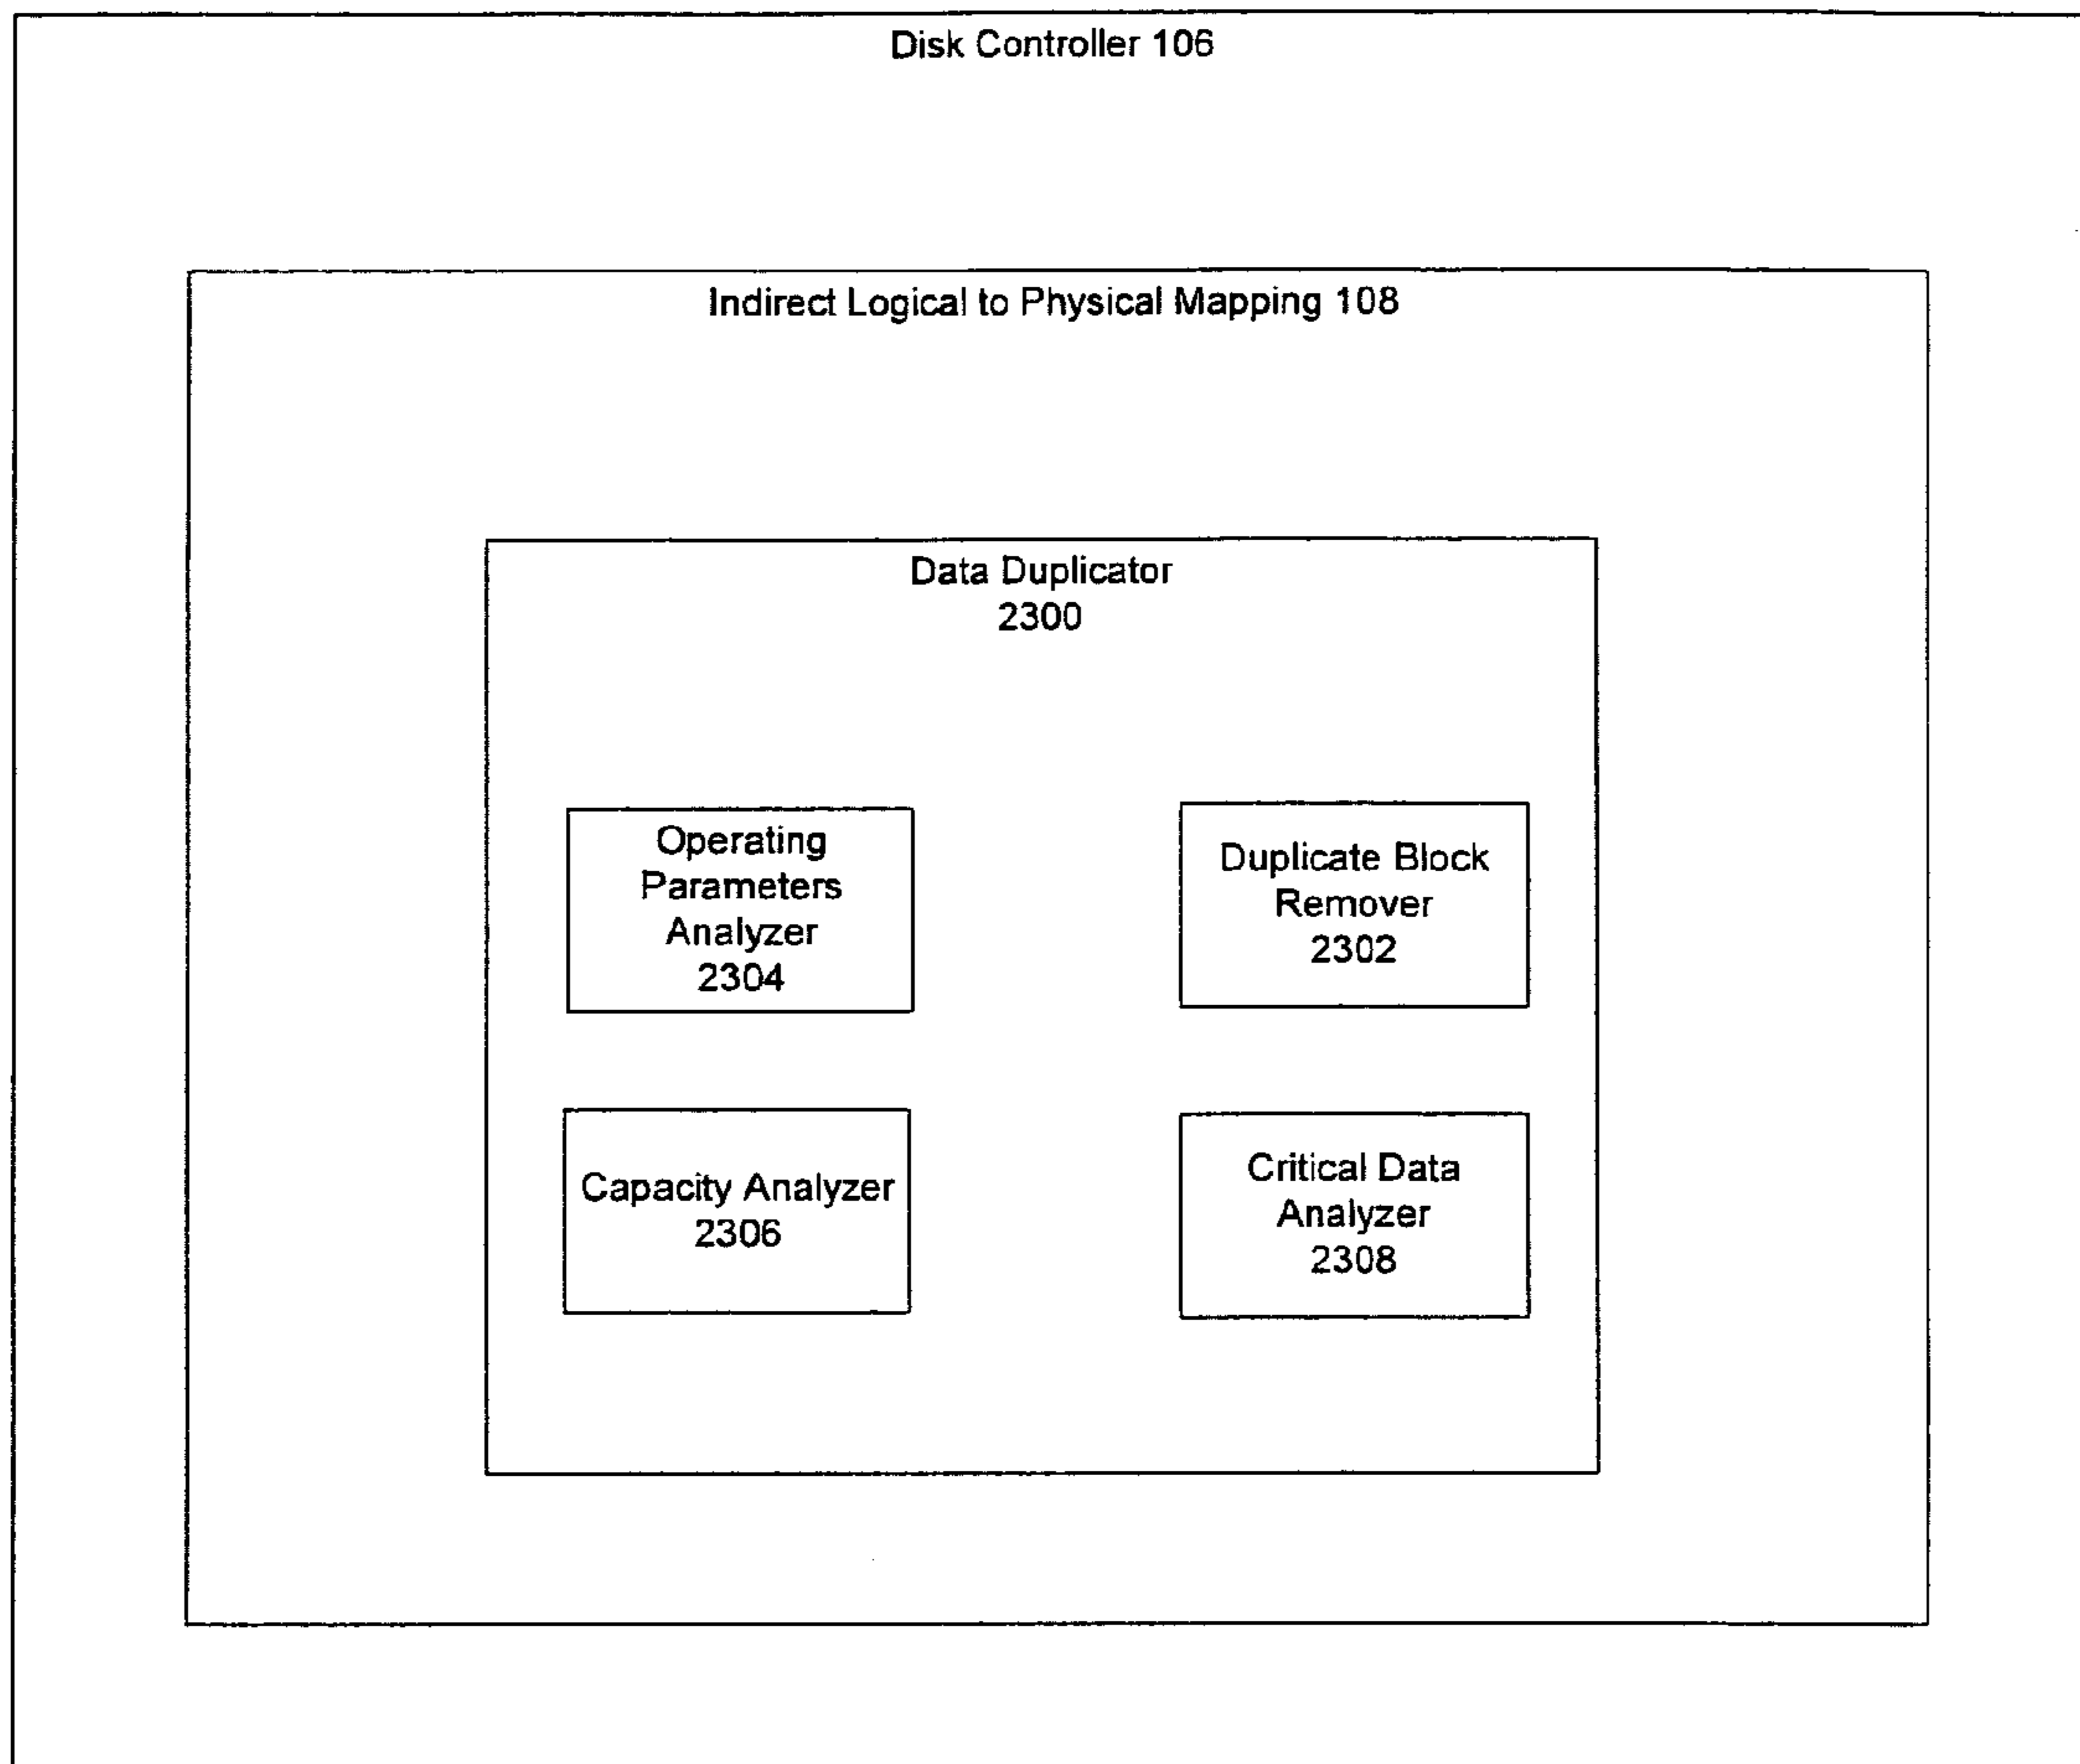 Disk Controller 106
Indirect Logical to Physical Mapping 108
Data Duplicator
2300
Operating
Parameters
Analyzer
2304
Duplicate Block
Remover
2302
Capacity Analyzer
2306
Critical Data
Analyzer
2308